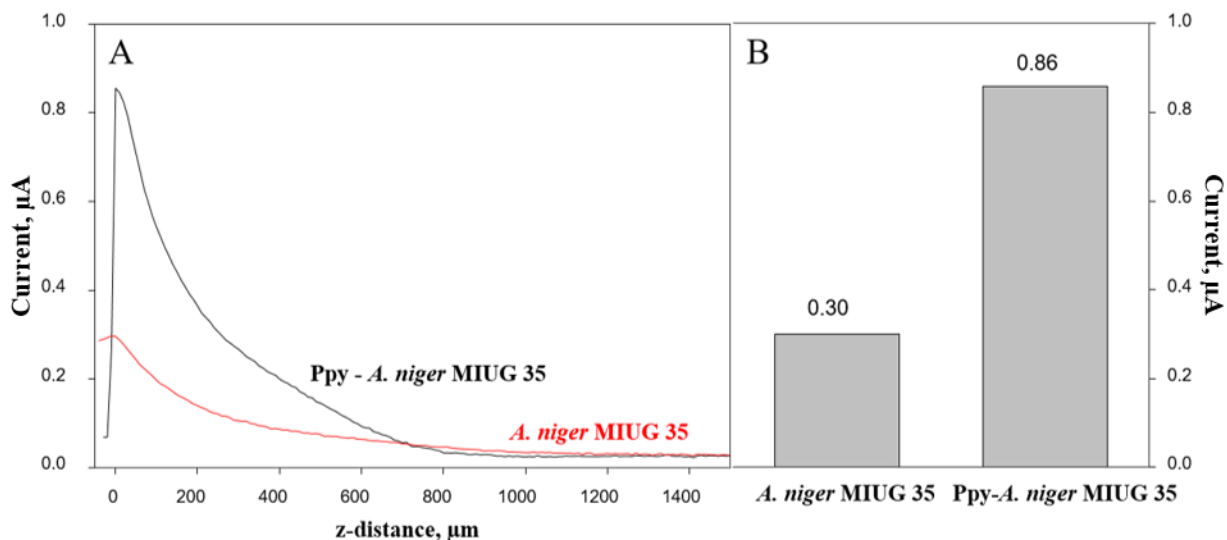 A
Current, µA
1.0
0.8
0.6
0.4
0.2
0.0
Ppy - A. niger MIUG 35
A. niger MIUG 35
0 200 400 600 800 1000 1200 1400
z-distance, µm
B
0.30
0.86
1.0
0.8
0.6
0.4
0.2
0.0
Current, µA
A. niger MIUG 35 Ppy-A. niger MIUG 35